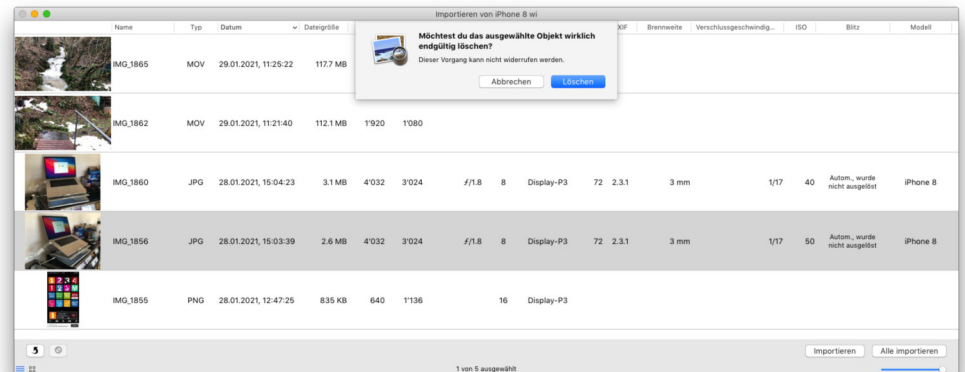 Importieren von iPhone 8 wi
Name Typ Datum Dateigröße XIF Brennweite Verschlussgeschwindig... ISO Blitz Modell
Möchtest du das ausgewählte Objekt wirklich
endgültig löschen?
Dieser Vorgang kann nicht widerrufen werden.
Abbrechen Löschen
IMG_1865 MOV 29.01.2021, 11:25:22 117.7 MB
IMG_1862 MOV 29.01.2021, 11:21:40 112.1 MB 1'920 1'080
IMG_1860 JPG 28.01.2021, 15:04:23 3.1 MB 4'032 3'024 ƒ/1.8 8 Display-P3 72 2.3.1 3 mm 1/17 40 Autom., wurde
nicht ausgelöst iPhone 8
IMG_1856 JPG 28.01.2021, 15:03:39 2.6 MB 4'032 3'024 ƒ/1.8 8 Display-P3 72 2.3.1 3 mm 1/17 50 Autom., wurde
nicht ausgelöst iPhone 8
IMG_1855 PNG 28.01.2021, 12:47:25 835 KB 640 1'136 16 Display-P3
Importieren Alle importieren
1 von 5 ausgewählt